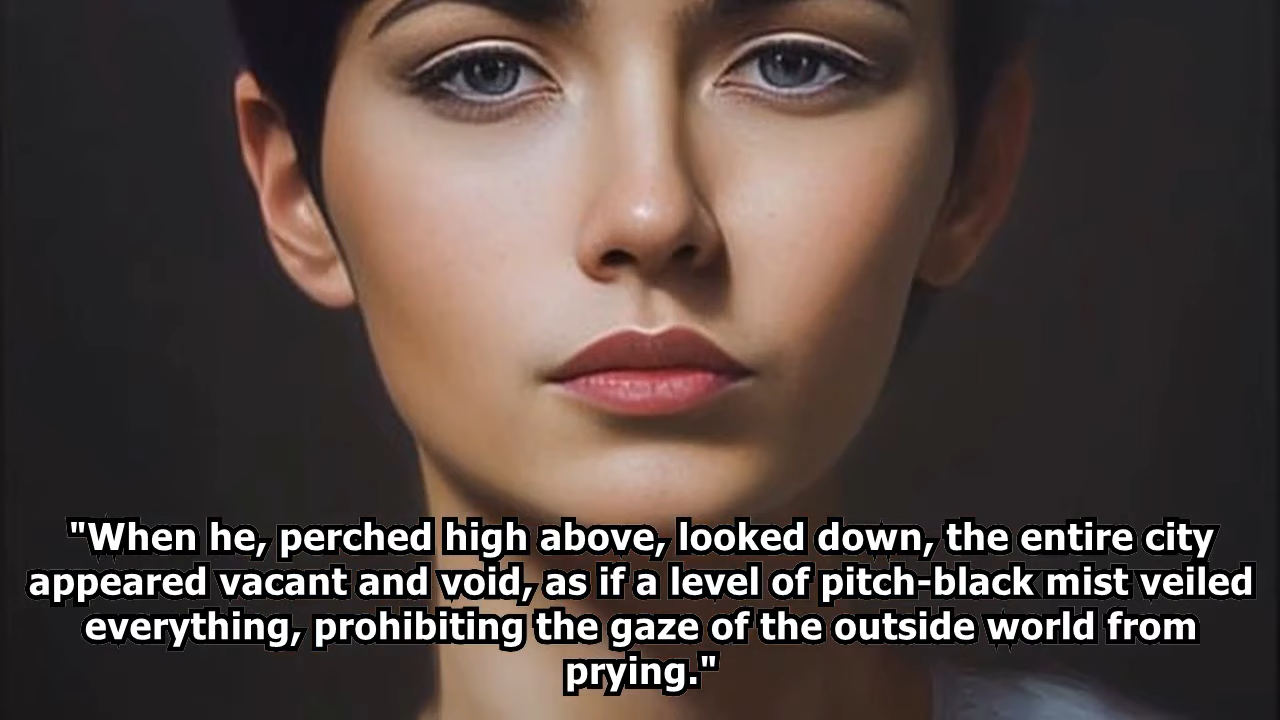 "When he, perched high above, looked down, the entire city
appeared vacant and void, as if a level of pitch-black mist veiled
everything, prohibiting the gaze of the outside world from
prying."